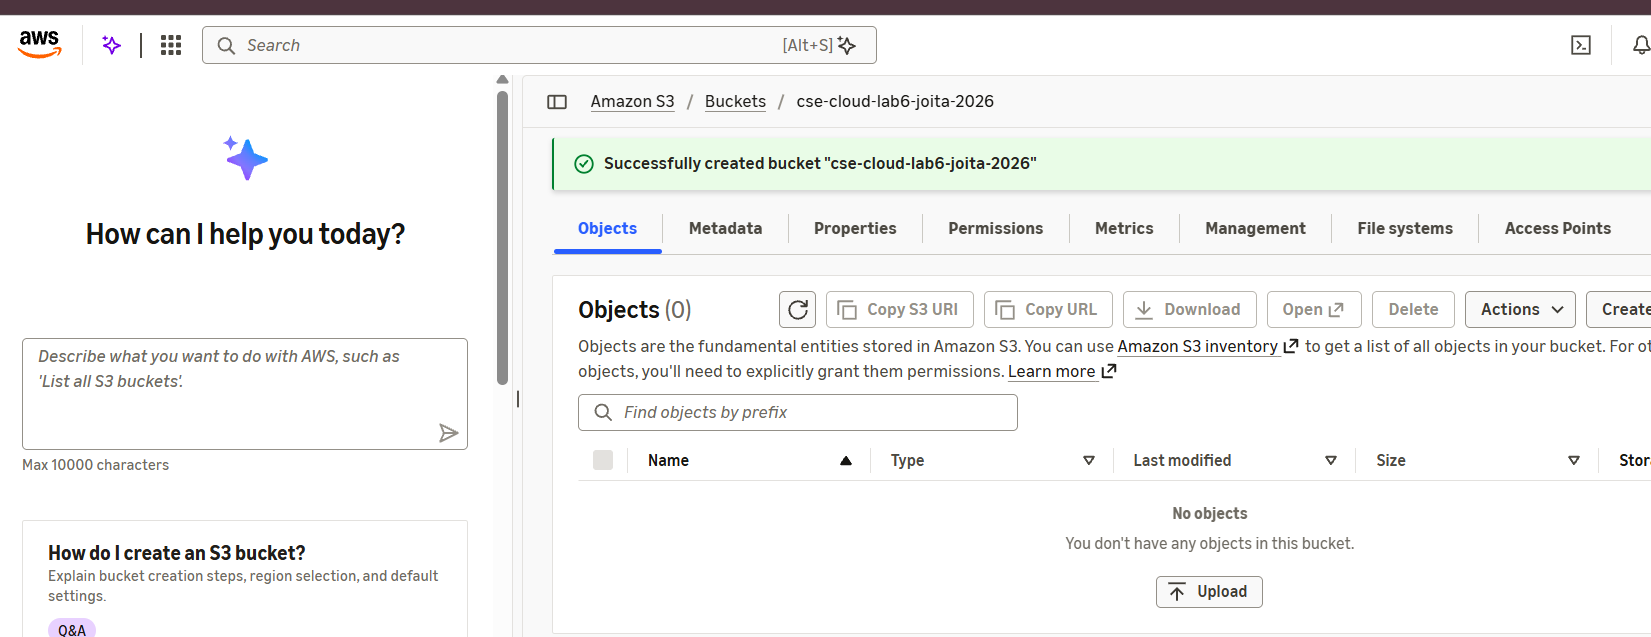 aws
Search [Alt+S]
How can I help you today?
Describe what you want to do with AWS, such as
'List all S3 buckets'.
Max 10000 characters
How do I create an S3 bucket?
Explain bucket creation steps, region selection, and default
settings.
Q&A
Amazon S3 / Buckets / cse-cloud-lab6-joita-2026
Successfully created bucket "cse-cloud-lab6-joita-2026"
Objects Metadata Properties Permissions Metrics Management File systems Access Points
Objects (0) Copy S3 URI Copy URL Download Open Delete Actions Create
Objects are the fundamental entities stored in Amazon S3. You can use Amazon S3 inventory to get a list of all objects in your bucket. For
objects, you'll need to explicitly grant them permissions. Learn more
Find objects by prefix
Name Type Last modified Size
No objects
You don't have any objects in this bucket.
Upload